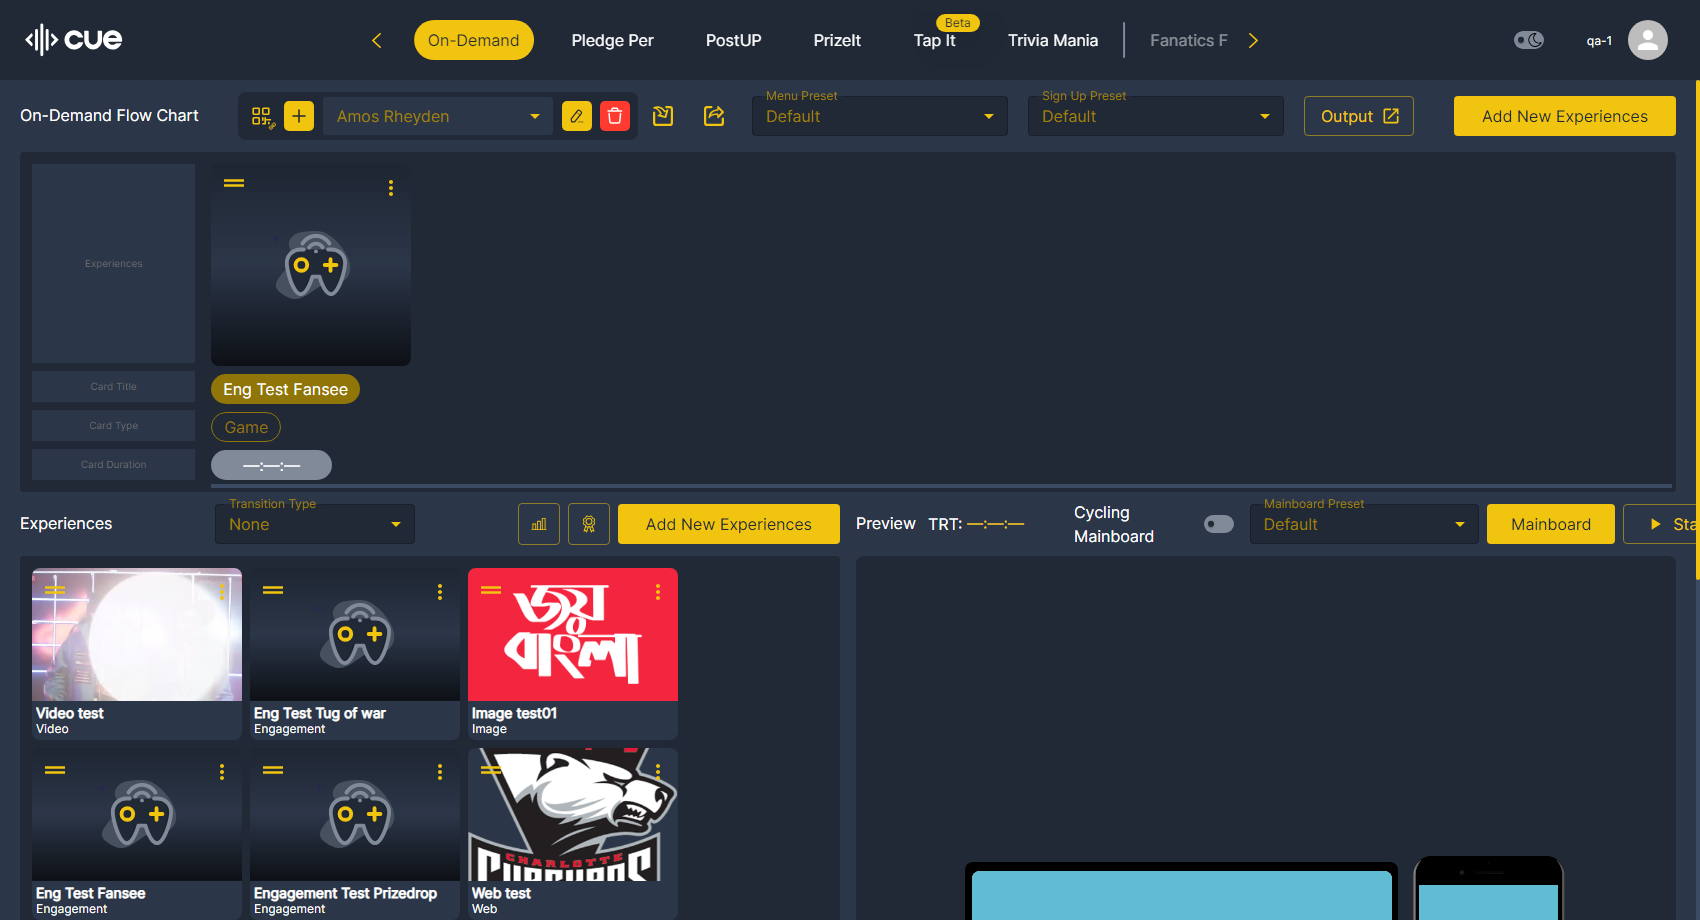 cue
On-Demand
Pledge Per
PostUP
PrizeIt
Beta
Tap It
Trivia Mania
Fanatics F
qa-1
On-Demand Flow Chart
Amos Rheyden
Menu Preset
Default
Sign Up Preset
Default
Output
Add New Experiences
Experiences
Card Title
Eng Test Fansee
Card Type
Game
Card Duration
—:—:—
Experiences
Transition Type
None
Add New Experiences
Preview
TRT: —:—:—
Cycling
Mainboard
Mainboard Preset
Default
Mainboard
Sta
জয়
বাংলা
Video test
Video
Eng Test Tug of war
Engagement
Image test01
Image
CHARLOTTE
Eng Test Fansee
Engagement
Engagement Test Prizedrop
Engagement
Web test
Web